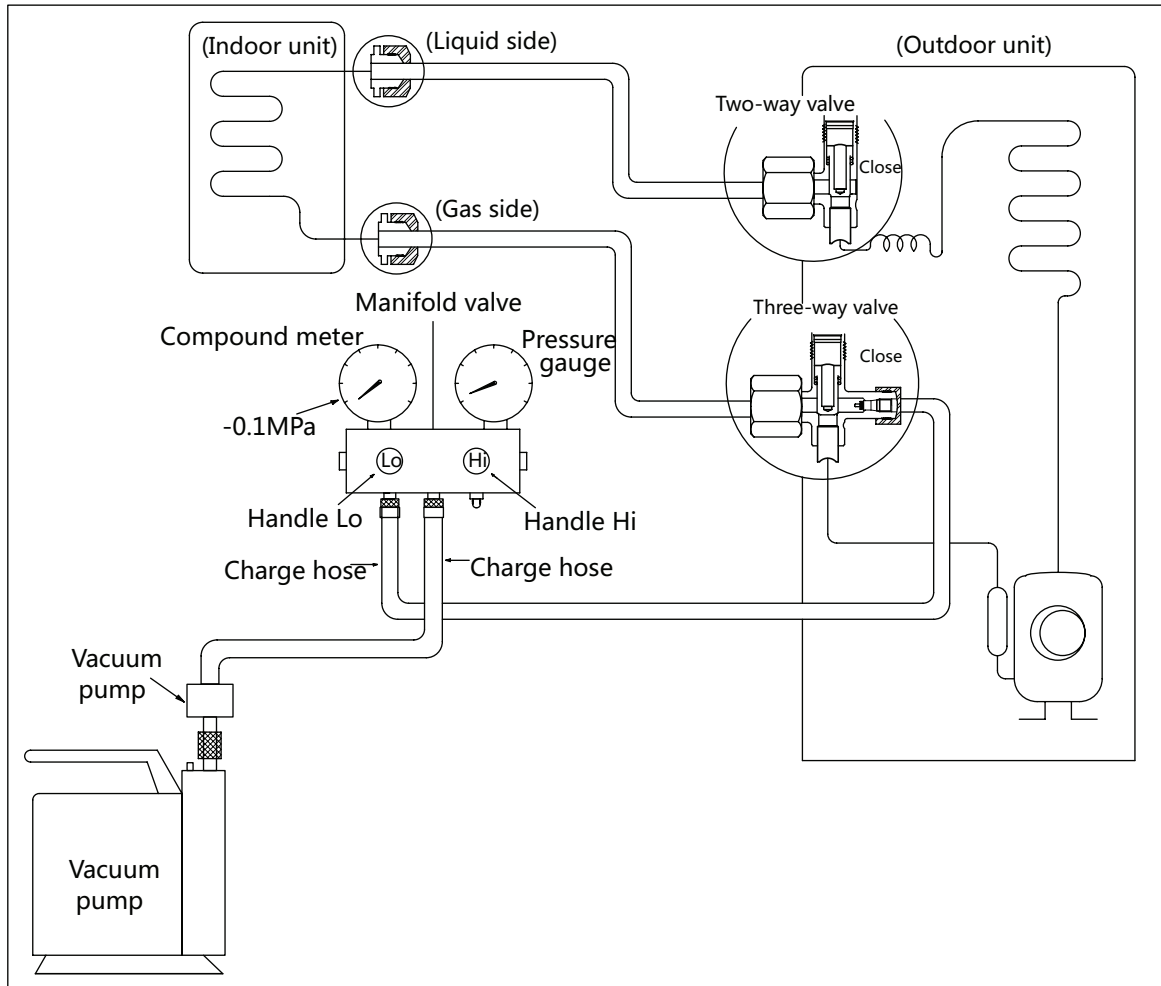 (Indoor unit)
(Liquid side)
(Outdoor unit)
Two-way valve
Close
(Gas side)
Manifold valve
Three-way valve
Compound meter
Pressure
gauge
Close
-0.1MPa
Lo
Hi
Handle Lo
Handle Hi
Charge hose
Charge hose
Vacuum
pump
Vacuum
pump